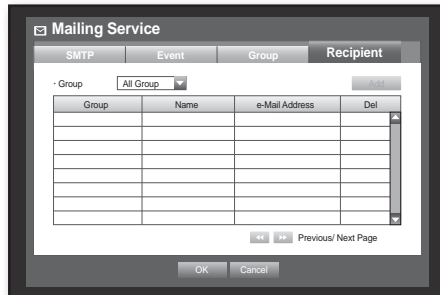 Mailing Service
SMTP Event Group Recipient
· Group All Group Add
Group Name e-Mail Address Del
Previous/ Next Page
OK Cancel